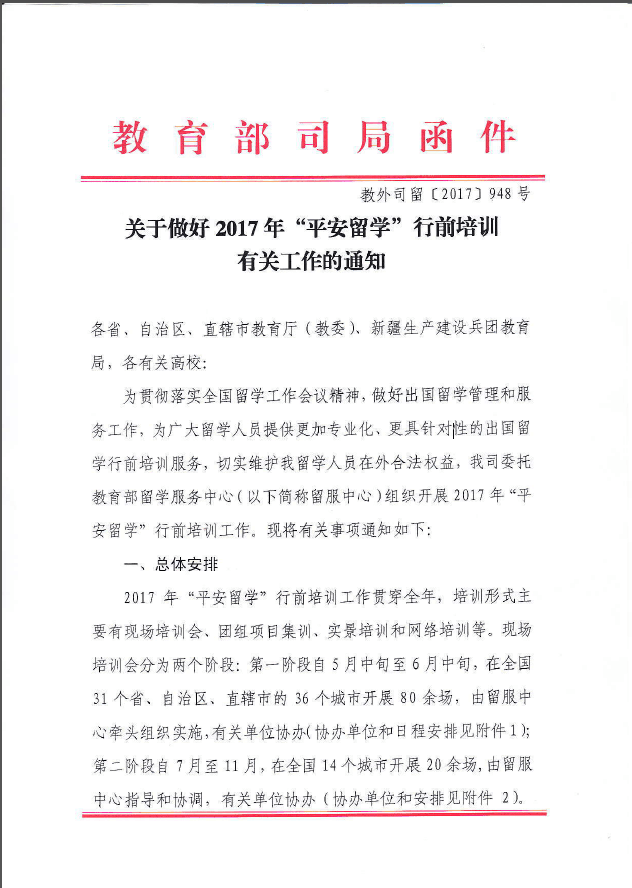 教育部司局函件
教外司留〔2017〕948号
关于做好2017年“平安留学”行前培训
有关工作的通知
各省、自治区、直辖市教育厅（教委）、新疆生产建设兵团教育
局，各有关高校：
为贯彻落实全国留学工作会议精神，做好出国留学管理和服
务工作，为广大留学人员提供更加专业化、更具针对性的出国留
学行前培训服务，切实维护我留学人员在外合法权益，我司委托
教育部留学服务中心（以下简称留服中心）组织开展2017年“平
安留学”行前培训工作。现将有关事项通知如下：
一、总体安排
2017 年“平安留学”行前培训工作贯穿全年，培训形式主
要有现场培训会、团组项目集训、实景培训和网络培训等。现场
培训会分为两个阶段：第一阶段自5月中旬至6月中旬，在全国
31个省、自治区、直辖市的36个城市开展80余场，由留服中
心牵头组织实施，有关单位协办（协办单位和日程安排见附件1）；
第二阶段自7月至11月，在全国14个城市开展20余场，由留服
中心指导和协调，有关单位协办（协办单位和安排见附件 2）。